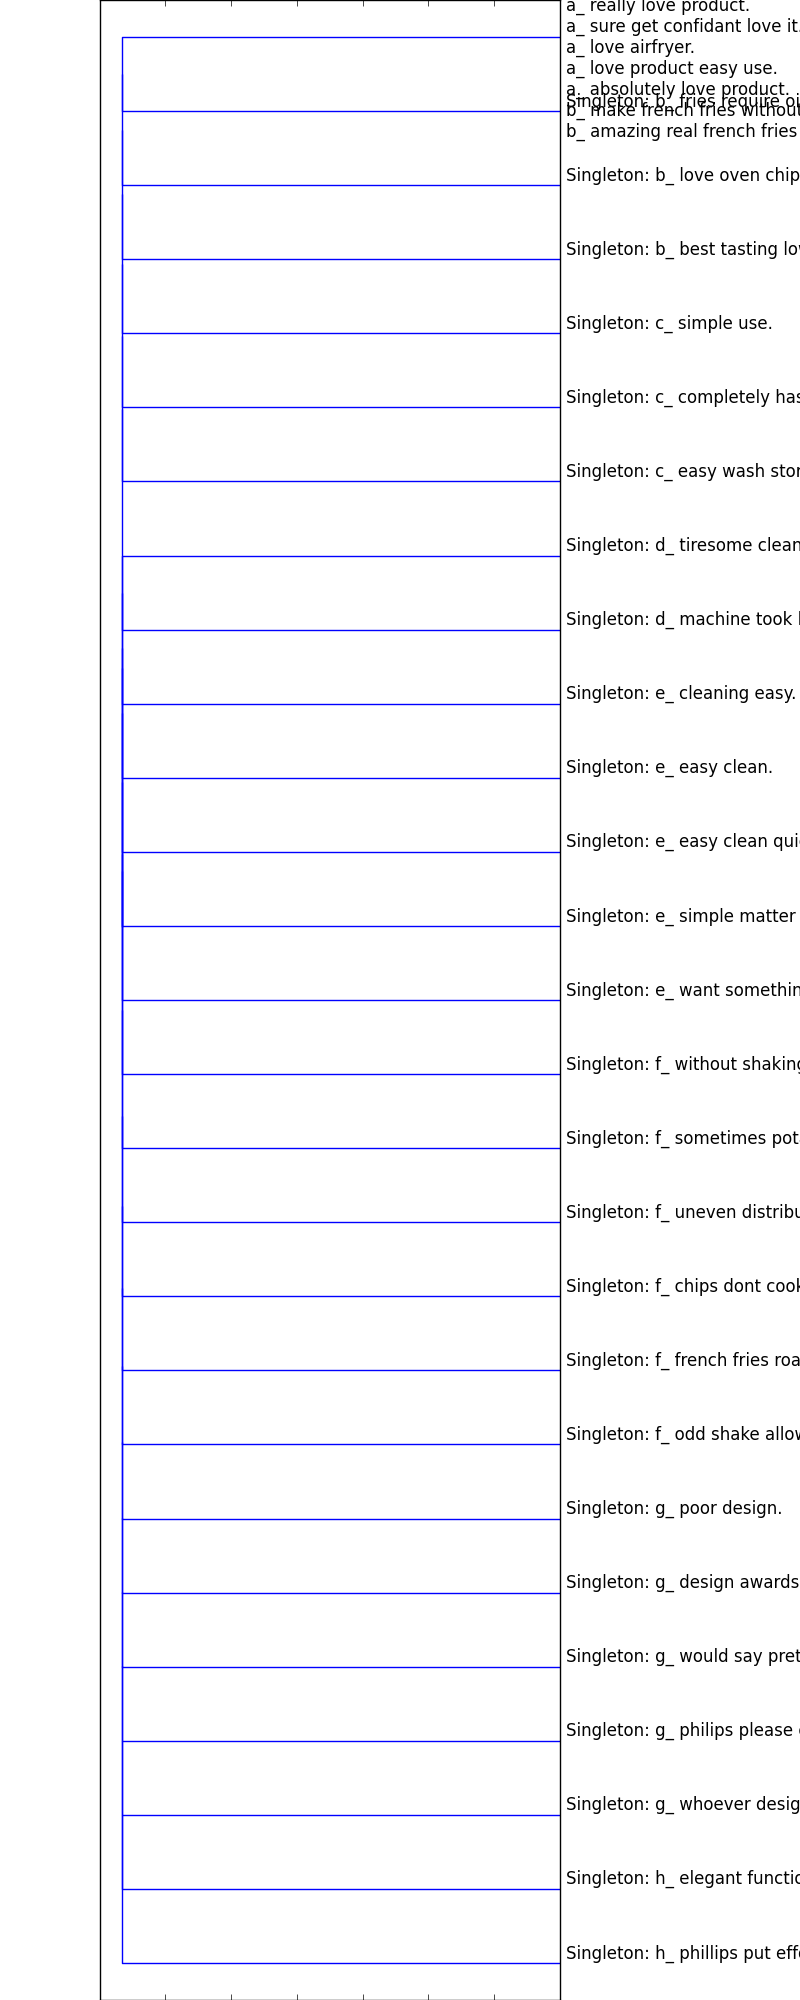 a_ really love product.
a_ sure get confidant love it.
a_ love airfryer.
a_ love product easy use.
a_ absolutely love product.
Singleton: b_ fries require oi
b_ make french fries without
b_ amazing real french fries
Singleton: b_ love oven chip
Singleton: b_ best tasting lo
Singleton: c_ simple use.
Singleton: c_ completely has
Singleton: c_ easy wash stor
Singleton: d_ tiresome clean
Singleton: d_ machine took
Singleton: e_ cleaning easy.
Singleton: e_ easy clean.
Singleton: e_ easy clean qui
Singleton: e_ simple matter
Singleton: e_ want somethin
Singleton: f_ without shaking
Singleton: f_ sometimes pot
Singleton: f_ uneven distribu
Singleton: f_ chips dont cook
Singleton: f_ french fries roa
Singleton: f_ odd shake allow
Singleton: g_ poor design.
Singleton: g_ design awards
Singleton: g_ would say pret
Singleton: g_ philips please
Singleton: g_ whoever desig
Singleton: h_ elegant functio
Singleton: h_ phillips put eff